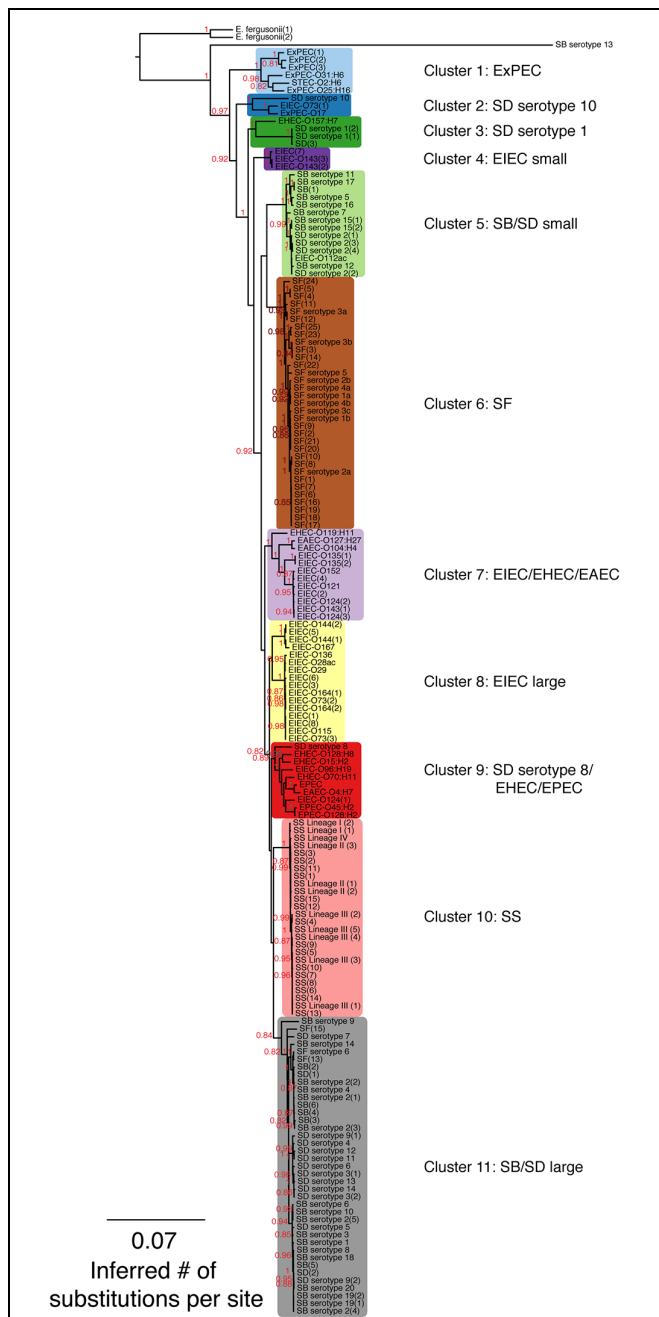 E. fergusonii(1)
E. fergusonii(2)
SB serotype 13
ExPEC(1)
ExPEC(2)
ExPEC(3)
ExPEC-O31:H6
STEC-O2:H6
ExPEC-O25:H16
Cluster 1: ExPEC
SD serotype 10
EIEC-O73(1)
ExPEC-O17
Cluster 2: SD serotype 10
EHEC-O157:H7
SD serotype 1(2)
SD serotype 1(1)
SD(3)
Cluster 3: SD serotype 1
EIEC(7)
EIEC-O143(3)
EIEC-O143(2)
Cluster 4: EIEC small
SB serotype 11
SB serotype 17
SB(1)
SB serotype 5
SB serotype 16
SB serotype 7
SB serotype 15(1)
SB serotype 15(2)
SD serotype 2(1)
SD serotype 2(3)
SD serotype 2(4)
EIEC-O112ac
SB serotype 12
SD serotype 2(2)
Cluster 5: SB/SD small
SF(24)
SF(5)
SF(4)
SF(11)
SF serotype 3a
SF(12)
SF(25)
SF(23)
SF serotype 3b
SF(3)
SF(14)
SF(22)
SF serotype 5
SF serotype 2b
SF serotype 4a
SF serotype 1a
SF serotype 4b
SF serotype 3c
SF serotype 1b
SF(9)
SF(2)
SF(21)
SF(20)
SF(10)
SF(8)
SF serotype 2a
SF(1)
SF(7)
SF(6)
SF(16)
SF(19)
SF(18)
SF(17)
Cluster 6: SF
EHEC-O119:H11
EAEC-O127:H27
EAEC-O104:H4
EIEC-O135(1)
EIEC-O135(2)
EIEC-O152
EIEC(4)
EIEC-O121
EIEC(2)
EIEC-O124(2)
EIEC-O143(1)
EIEC-O124(3)
Cluster 7: EIEC/EHEC/EAEC
EIEC-O144(2)
EIEC(5)
EIEC-O144(1)
EIEC-O167
EIEC-O136
EIEC-O28ac
EIEC-O29
EIEC(6)
EIEC(3)
EIEC-O164(1)
EIEC-O73(2)
EIEC-O164(2)
EIEC(1)
EIEC(8)
EIEC-O115
EIEC-O73(3)
Cluster 8: EIEC large
SD serotype 8
EHEC-O128:H8
EHEC-O15:H2
EIEC-O96:H19
EHEC-O70:H11
EPEC
EAEC-O4:H7
EIEC-O124(1)
EPEC-O45:H2
EPEC-O128:H2
Cluster 9: SD serotype 8/
EHEC/EPEC
SS Lineage I (2)
SS Lineage I (1)
SS Lineage IV
SS Lineage II (3)
SS(3)
SS(2)
SS(11)
SS(1)
SS Lineage II (1)
SS Lineage II (2)
SS(15)
SS(12)
SS Lineage III (2)
SS(4)
SS Lineage III (5)
SS Lineage III (4)
SS(9)
SS(5)
SS Lineage III (3)
SS(10)
SS(7)
SS(8)
SS(6)
SS(14)
SS Lineage III (1)
SS(13)
Cluster 10: SS
SB serotype 9
SF(15)
SD serotype 7
SB serotype 14
SF serotype 6
SF(13)
SB(2)
SD(1)
SB serotype 2(2)
SB serotype 4
SB serotype 2(1)
SB(6)
SB(4)
SB(3)
SB serotype 2(3)
SD serotype 9(1)
SD serotype 4
SD serotype 12
SD serotype 11
SD serotype 6
SD serotype 3(1)
SD serotype 13
SD serotype 14
SD serotype 3(2)
SB serotype 6
SB serotype 10
SB serotype 2(5)
SD serotype 5
SB serotype 3
SB serotype 1
SB serotype 8
SB serotype 18
SB(5)
SD(2)
SD serotype 9(2)
SB serotype 20
SB serotype 19(2)
SB serotype 19(1)
SB serotype 2(4)
Cluster 11: SB/SD large
0.07
Inferred # of
substitutions per site